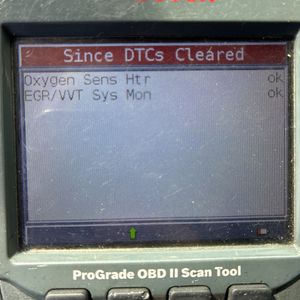 Since DTCs Cleared
Oxygen Sens Htr ok
EGR/VVT Sys Mon ok
ProGrade OBD II Scan Tool